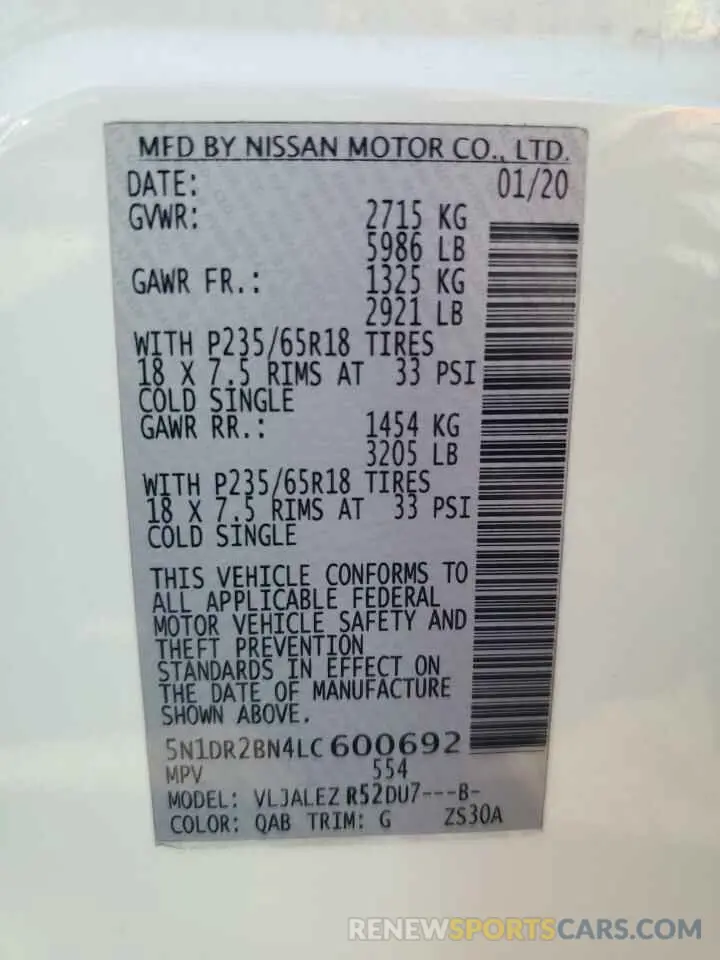 MFD BY NISSAN MOTOR CO., LTD.
DATE: 01/20
GVWR: 2715 KG
5986 LB
GAWR FR.: 1325 KG
2921 LB
WITH P235/65R18 TIRES
18 X 7.5 RIMS AT 33 PSI
COLD SINGLE
GAWR RR.: 1454 KG
3205 LB
WITH P235/65R18 TIRES
18 X 7.5 RIMS AT 33 PSI
COLD SINGLE
THIS VEHICLE CONFORMS TO
ALL APPLICABLE FEDERAL
MOTOR VEHICLE SAFETY AND
THEFT PREVENTION
STANDARDS IN EFFECT ON
THE DATE OF MANUFACTURE
SHOWN ABOVE.
5N1DR2BN4LC600692
MPV 554
MODEL: VLJALEZ R52DU7---B-
COLOR: QAB TRIM: G ZS30A
RENEWSPORTSCARS.COM